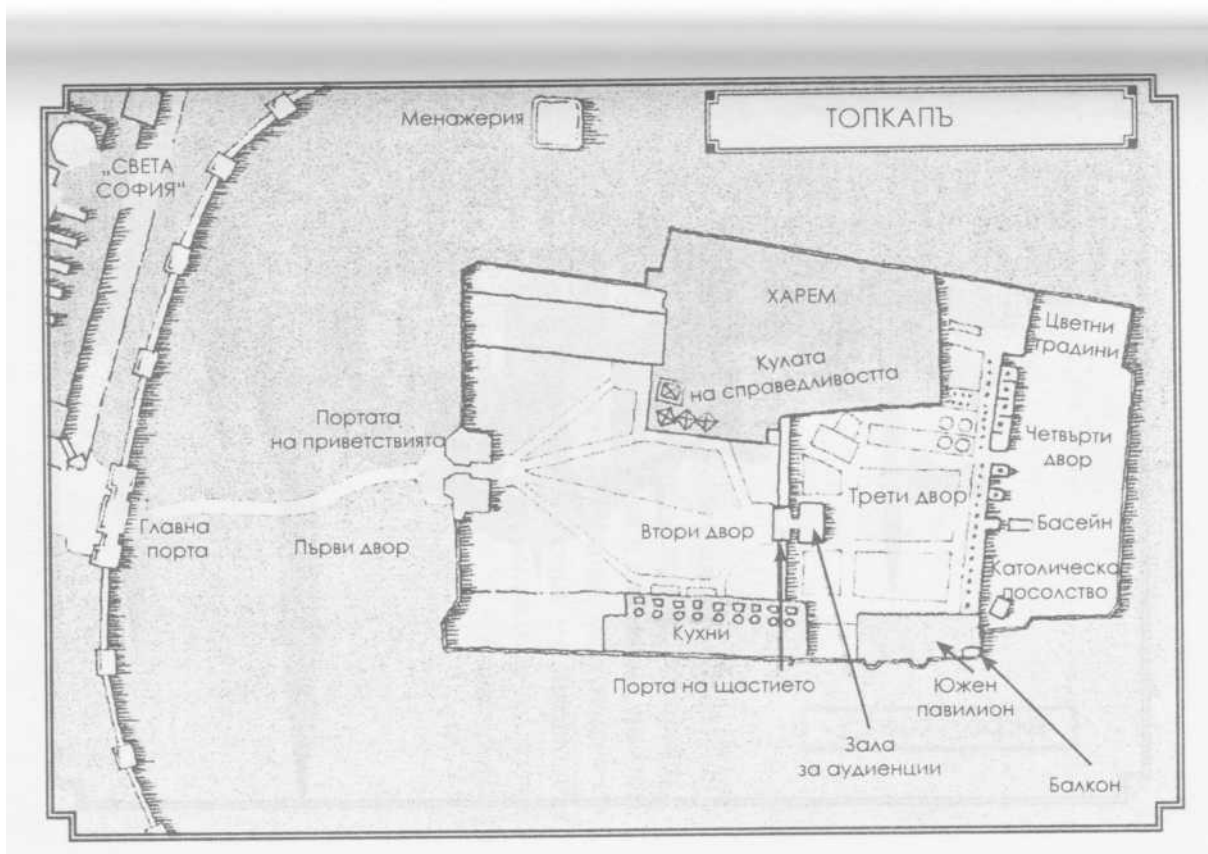 Менажерия
ТОПКАПЪ
„СВЕТА
СОФИЯ“
ХАРЕМ
Цветни
градини
Кулата
на справедливостта
Портата
на приветствията
Четвърти
двор
Трети двор
Главна
порта
Първи двор
Втори двор
Басейн
Католическо
посолство
Кухни
Порта на щастието
Южен
павилион
Зала
за аудиенции
Балкон